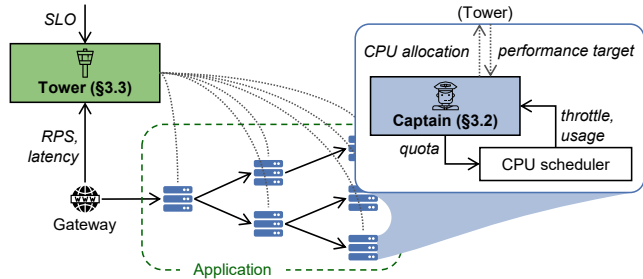 SLO
Tower (§3.3)
RPS,
latency
WWW
Gateway
Application
(Tower)
CPU allocation
performance target
Captain (§3.2)
throttle,
usage
quota
CPU scheduler